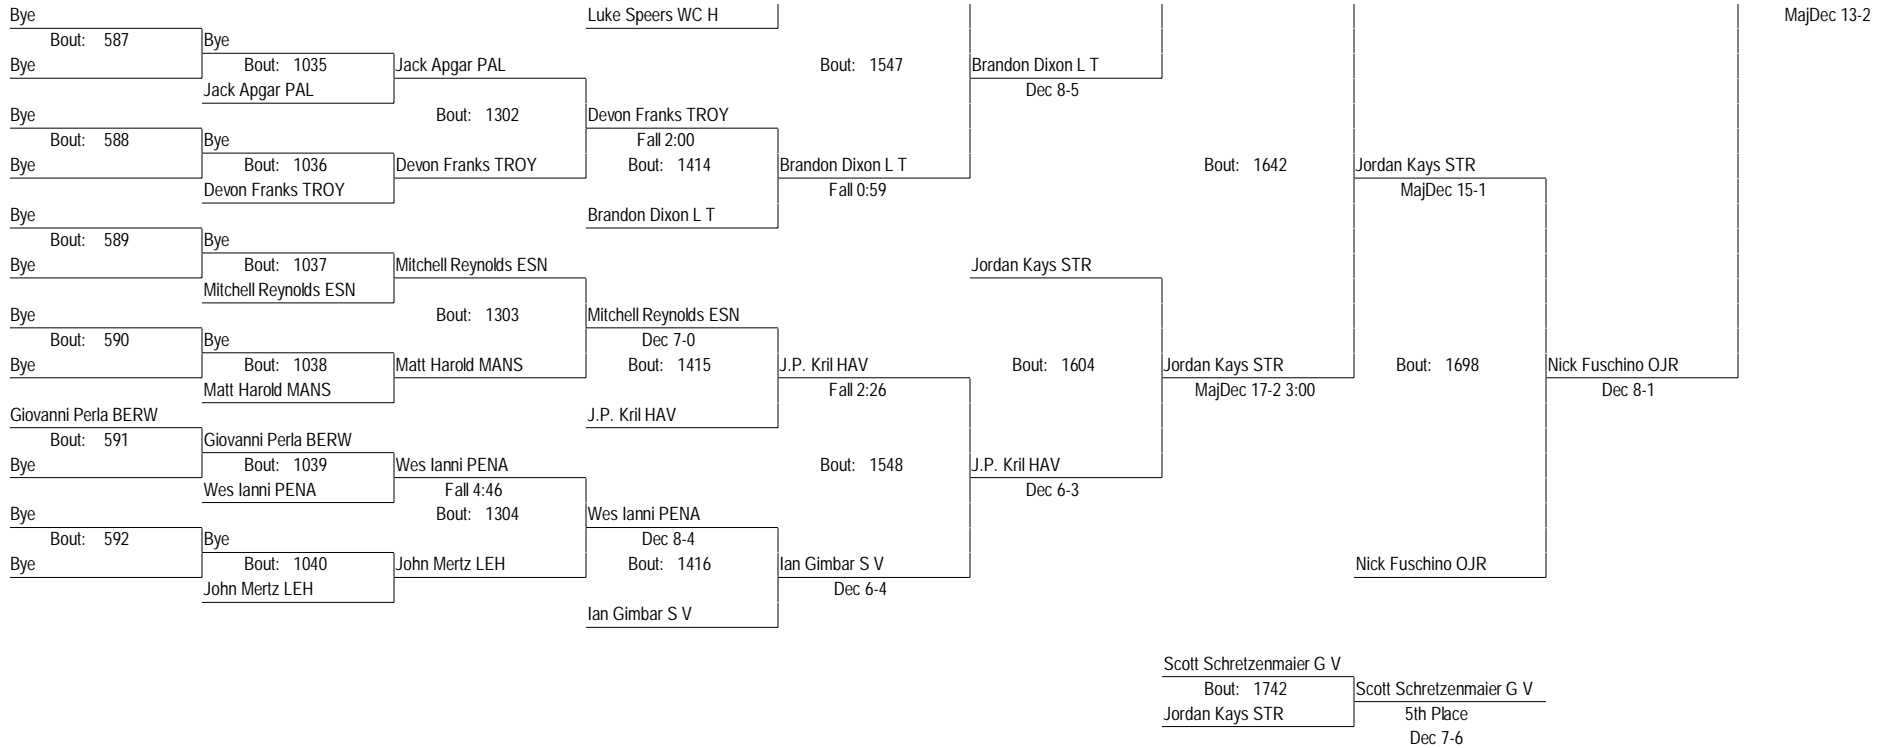 Bye
Luke Speers WC H
MajDec 13-2
Bout: 587
Bye
Bye
Bout: 1035
Jack Apgar PAL
Bout: 1547
Brandon Dixon L T
Jack Apgar PAL
Dec 8-5
Bye
Bout: 1302
Devon Franks TROY
Bout: 588
Bye
Fall 2:00
Bye
Bout: 1036
Devon Franks TROY
Bout: 1414
Brandon Dixon L T
Bout: 1642
Jordan Kays STR
Devon Franks TROY
Fall 0:59
MajDec 15-1
Bye
Brandon Dixon L T
Bout: 589
Bye
Bye
Bout: 1037
Mitchell Reynolds ESN
Jordan Kays STR
Mitchell Reynolds ESN
Bye
Bout: 1303
Mitchell Reynolds ESN
Bout: 590
Bye
Dec 7-0
Bye
Bout: 1038
Matt Harold MANS
Bout: 1415
J.P. Kril HAV
Bout: 1604
Jordan Kays STR
Bout: 1698
Nick Fuschino OJR
Matt Harold MANS
Fall 2:26
MajDec 17-2 3:00
Dec 8-1
Giovanni Perla BERW
J.P. Kril HAV
Bout: 591
Giovanni Perla BERW
Bye
Bout: 1039
Wes Ianni PENA
Bout: 1548
J.P. Kril HAV
Wes Ianni PENA
Fall 4:46
Dec 6-3
Bye
Bout: 1304
Wes Ianni PENA
Bout: 592
Bye
Dec 8-4
Bye
Bout: 1040
John Mertz LEH
Bout: 1416
Ian Gimbar S V
Nick Fuschino OJR
John Mertz LEH
Dec 6-4
Ian Gimbar S V
Scott Schretzenmaier G V
Bout: 1742
Scott Schretzenmaier G V
Jordan Kays STR
5th Place
Dec 7-6